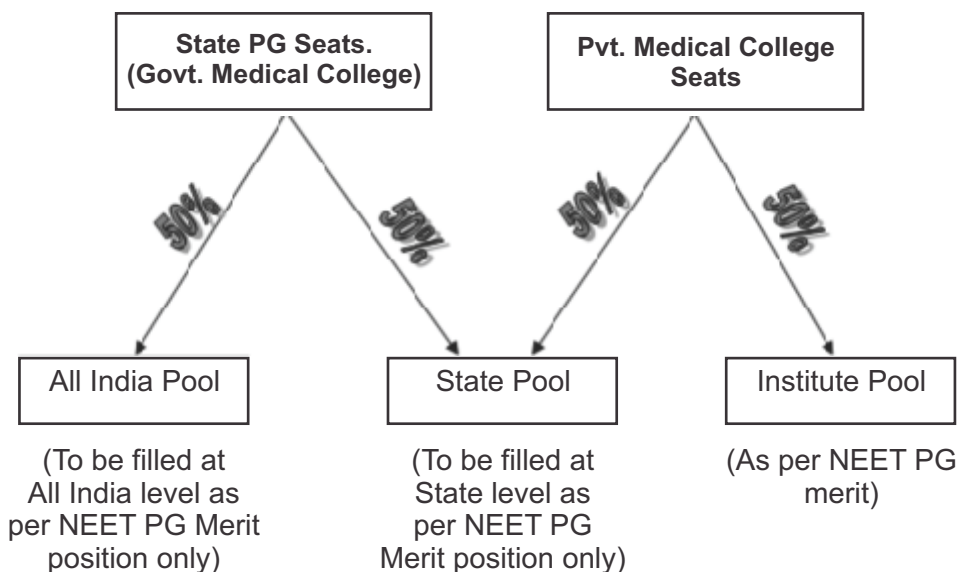 State PG Seats.
(Govt. Medical College)
Pvt. Medical College
Seats
50%
50%
50%
50%
All India Pool
State Pool
Institute Pool
(To be filled at
All India level as
per NEET PG Merit
position only)
(To be filled at
State level as
per NEET PG
Merit position only)
(As per NEET PG
merit)